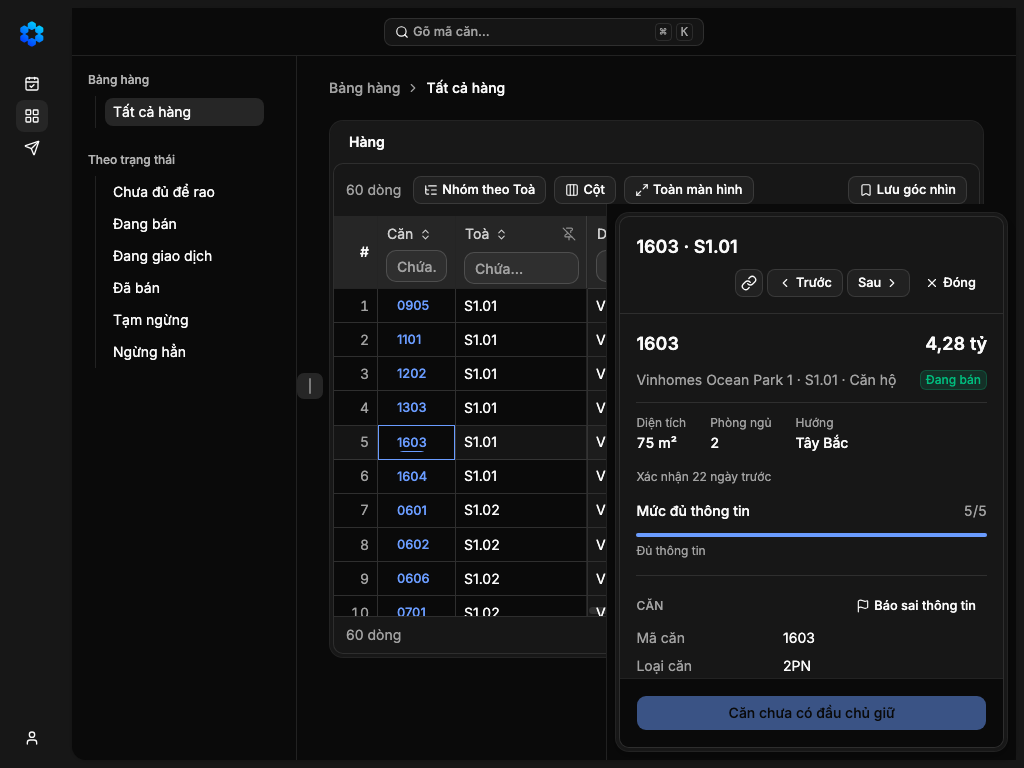 Gõ mã căn... ⌘ K
Bảng hàng
Tất cả hàng
Theo trạng thái
Chưa đủ để rao
Đang bán
Đang giao dịch
Đã bán
Tạm ngừng
Ngừng hẳn
Bảng hàng > Tất cả hàng
Hàng
60 dòng Nhóm theo Toà Cột Toàn màn hình Lưu góc nhìn
# Căn Toà D
Chứa. Chứa...
1 0905 S1.01 V
2 1101 S1.01 V
3 1202 S1.01 V
4 1303 S1.01 V
5 1603 S1.01 V
6 1604 S1.01 V
7 0601 S1.02 V
8 0602 S1.02 V
9 0606 S1.02 V
10 0701 S1.02 V
60 dòng
1603 · S1.01
Trước Sau Đóng
1603 4,28 tỷ
Vinhomes Ocean Park 1 · S1.01 · Căn hộ Đang bán
Diện tích Phòng ngủ Hướng
75 m² 2 Tây Bắc
Xác nhận 22 ngày trước
Mức đủ thông tin 5/5
Đủ thông tin
CĂN Báo sai thông tin
Mã căn 1603
Loại căn 2PN
Căn chưa có đầu chủ giữ